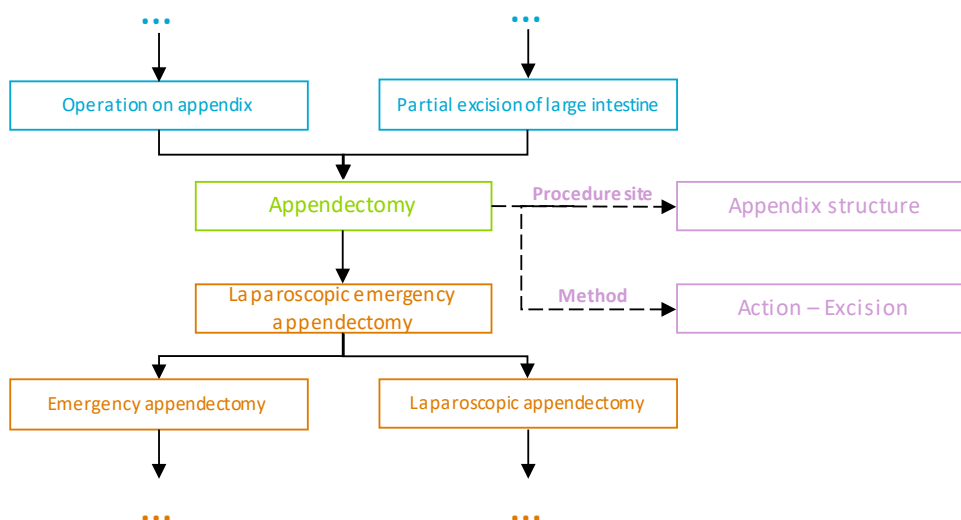 ...
...
Operation on appendix
Partial excision of large intestine
Appendectomy
Procedure site
Appendix structure
Laparoscopic emergency
appendectomy
Method
Action – Excision
Emergency appendectomy
Laparoscopic appendectomy
...
...